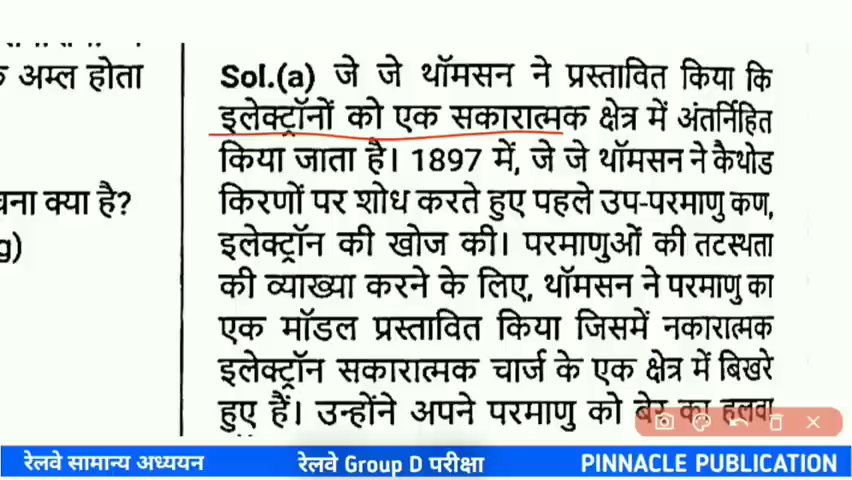 अम्ल होता
Sol.(a) जे जे थॉमसन ने प्रस्तावित किया कि
इलेक्ट्रॉनों को एक सकारात्मक क्षेत्र में अंतर्निहित
किया जाता है। 1897 में, जे जे थॉमसन ने कैथोड
किरणों पर शोध करते हुए पहले उप-परमाणु कण,
इलेक्ट्रॉन की खोज की। परमाणुओं की तटस्थता
की व्याख्या करने के लिए, थॉमसन ने परमाणु का
एक मॉडल प्रस्तावित किया जिसमें नकारात्मक
इलेक्ट्रॉन सकारात्मक चार्ज के एक क्षेत्र में बिखरे
हुए हैं। उन्होंने अपने परमाणु को बेर का हलवा
क्या है?
g)
रेलवे सामान्य अध्ययन
रेलवे Group D परीक्षा
PINNACLE PUBLICATION